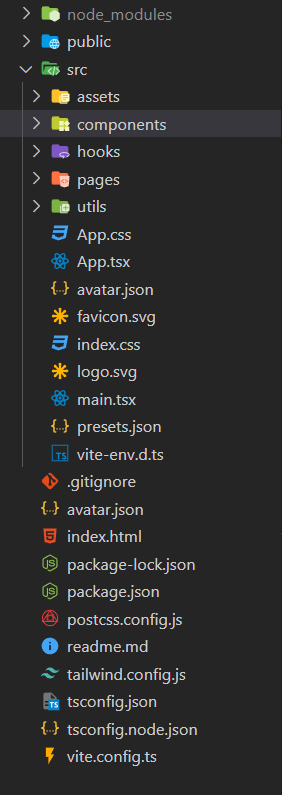 node_modules
public
src
assets
components
hooks
pages
utils
App.css
App.tsx
avatar.json
favicon.svg
index.css
logo.svg
main.tsx
presets.json
TS vite-env.d.ts
.gitignore
avatar.json
index.html
package-lock.json
package.json
postcss.config.js
readme.md
tailwind.config.js
TS tsconfig.json
tsconfig.node.json
vite.config.ts